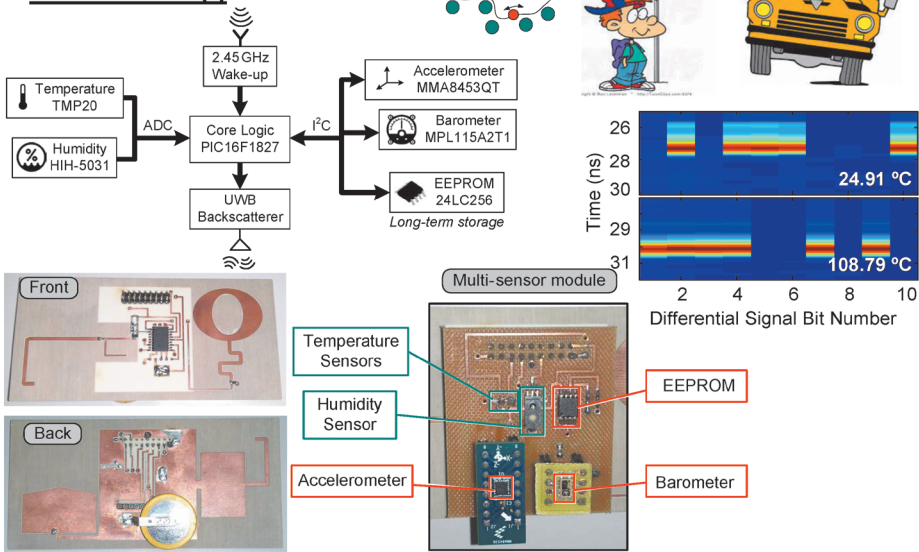 2.45 GHz
Wake-up
Temperature
TMP20
Humidity
HIH-5031
ADC
Core Logic
PIC16F1827
I²C
UWB
Backscatterer
Accelerometer
MMA8453QT
Barometer
MPL115A2T1
EEPROM
24LC256
Long-term storage
Time (ns)
26
28
30
24.91 ºC
29
31
108.79 ºC
2 4 6 8 10
Differential Signal Bit Number
Front
Back
Multi-sensor module
Temperature
Sensors
Humidity
Sensor
Accelerometer
EEPROM
Barometer